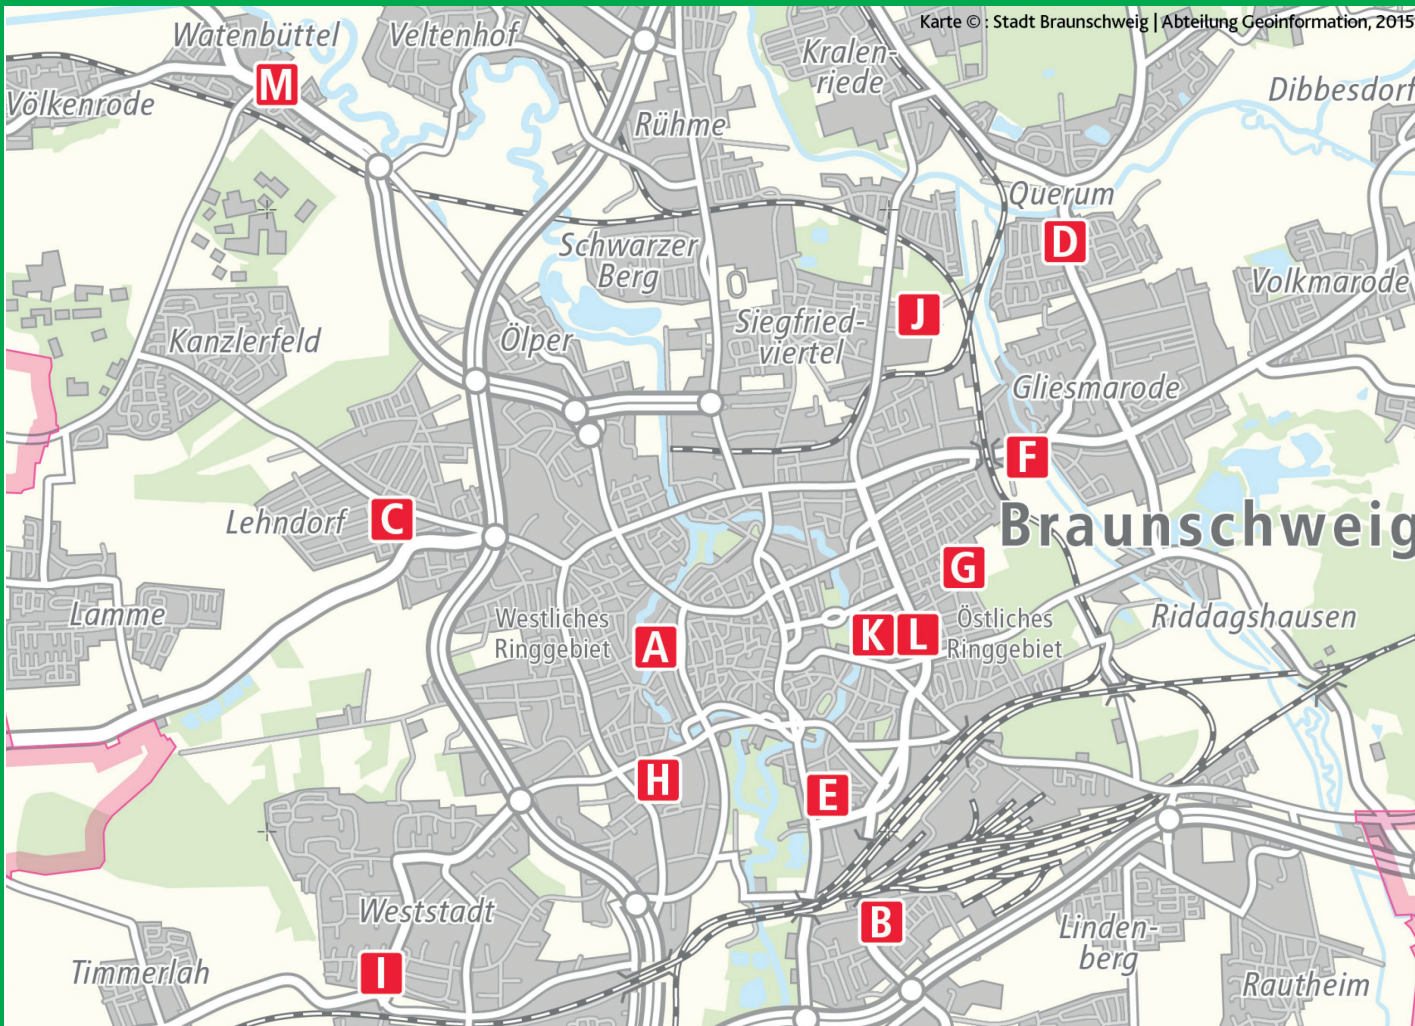 Karte © : Stadt Braunschweig | Abteilung Geoinformation, 2015
Watenbüttel
Veltenhof
Kralen-
riede
Dibbesdorf
M
Völkenrode
Rühme
Querum
D
Schwarzer
Berg
Volkmarode
J
Siegfried-
viertel
Kanzlerfeld
Ölper
Gliesmarode
F
Lehndorf
C
Braunschweig
G
Lamme
Westliches
Ringgebiet
A
K
L
Östliches
Ringgebiet
Riddagshausen
H
E
Weststadt
B
Linden-
berg
Timmerlah
I
Rautheim